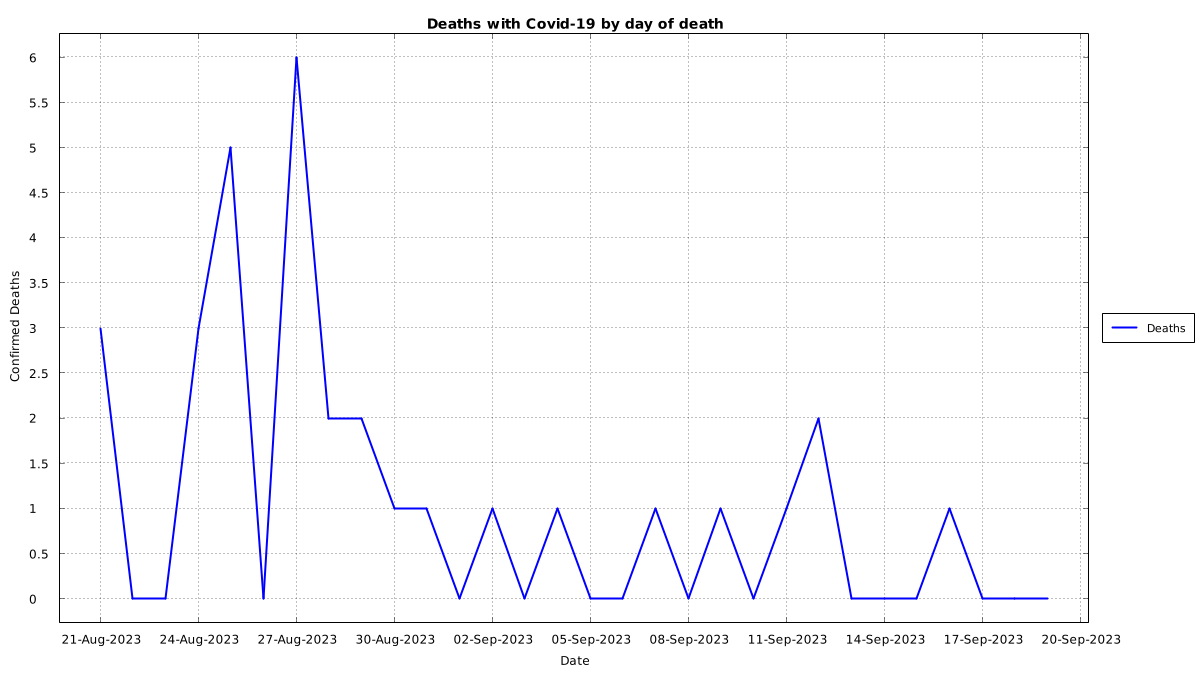 Deaths with Covid-19 by day of death
6
5.5
5
4.5
4
3.5
3
2.5
2
1.5
1
0.5
0
Confirmed Deaths
21-Aug-2023 24-Aug-2023 27-Aug-2023 30-Aug-2023 02-Sep-2023 05-Sep-2023 08-Sep-2023 11-Sep-2023 14-Sep-2023 17-Sep-2023 20-Sep-2023
Date
Deaths